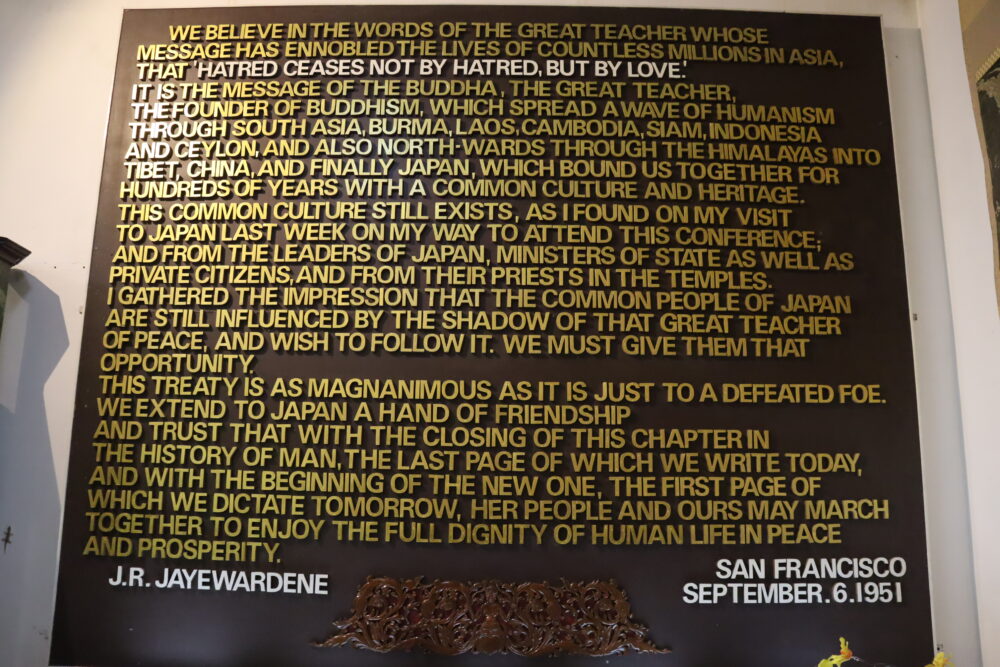 WE BELIEVE IN THE WORDS OF THE GREAT TEACHER WHOSE
MESSAGE HAS ENNOBLED THE LIVES OF COUNTLESS MILLIONS IN ASIA,
THAT 'HATRED CEASES NOT BY HATRED, BUT BY LOVE.'
IT IS THE MESSAGE OF THE BUDDHA, THE GREAT TEACHER,
THE FOUNDER OF BUDDHISM, WHICH SPREAD A WAVE OF HUMANISM
THROUGH SOUTH ASIA, BURMA, LAOS, CAMBODIA, SIAM, INDONESIA
AND CEYLON, AND ALSO NORTH-WARDS THROUGH THE HIMALAYAS INTO
TIBET, CHINA, AND FINALLY JAPAN, WHICH BOUND US TOGETHER FOR
HUNDREDS OF YEARS WITH A COMMON CULTURE AND HERITAGE.
THIS COMMON CULTURE STILL EXISTS, AS I FOUND ON MY VISIT
TO JAPAN LAST WEEK ON MY WAY TO ATTEND THIS CONFERENCE;
AND FROM THE LEADERS OF JAPAN, MINISTERS OF STATE AS WELL AS
PRIVATE CITIZENS, AND FROM THEIR PRIESTS IN THE TEMPLES.
I GATHERED THE IMPRESSION THAT THE COMMON PEOPLE OF JAPAN
ARE STILL INFLUENCED BY THE SHADOW OF THAT GREAT TEACHER
OF PEACE, AND WISH TO FOLLOW IT. WE MUST GIVE THEM THAT
OPPORTUNITY.
THIS TREATY IS AS MAGNANIMOUS AS IT IS JUST TO A DEFEATED FOE.
WE EXTEND TO JAPAN A HAND OF FRIENDSHIP
AND TRUST THAT WITH THE CLOSING OF THIS CHAPTER IN
THE HISTORY OF MAN, THE LAST PAGE OF WHICH WE WRITE TODAY,
AND WITH THE BEGINNING OF THE NEW ONE, THE FIRST PAGE OF
WHICH WE DICTATE TOMORROW, HER PEOPLE AND OURS MAY MARCH
TOGETHER TO ENJOY THE FULL DIGNITY OF HUMAN LIFE IN PEACE
AND PROSPERITY.
J.R. JAYEWARDENE
SAN FRANCISCO
SEPTEMBER.6.1951